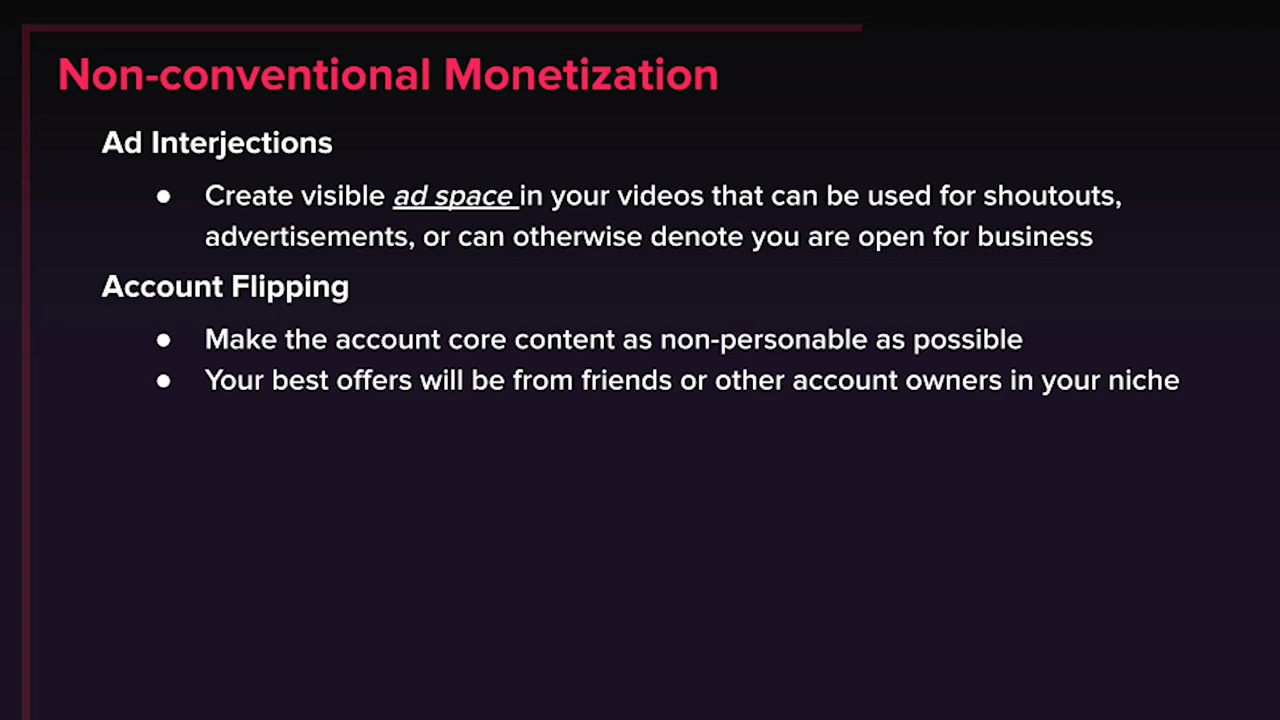 Non-conventional Monetization
Ad Interjections
● Create visible ad space in your videos that can be used for shoutouts,
advertisements, or can otherwise denote you are open for business
Account Flipping
● Make the account core content as non-personable as possible
● Your best offers will be from friends or other account owners in your niche